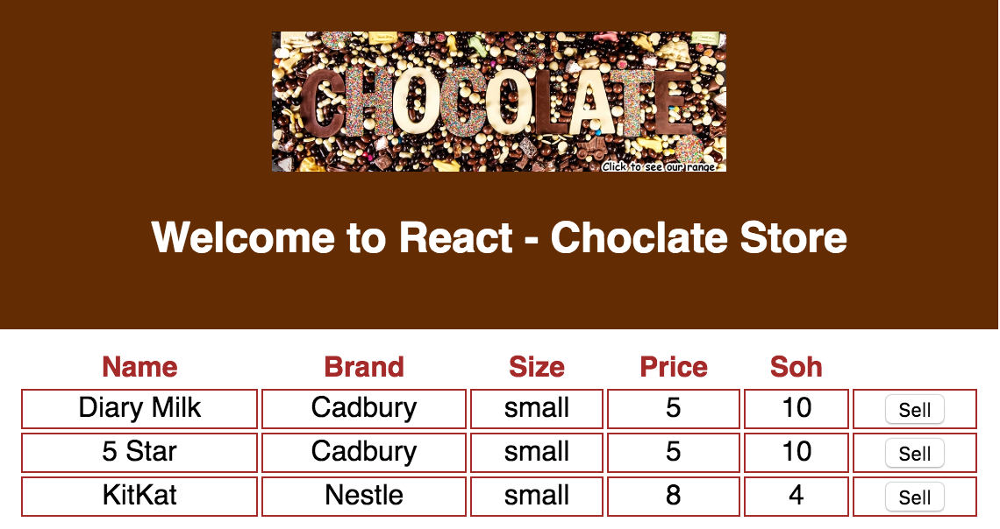 CHOCOLATE
Click to see our range
Welcome to React - Choclate Store
Name Brand Size Price Soh
Diary Milk Cadbury small 5 10 Sell
5 Star Cadbury small 5 10 Sell
KitKat Nestle small 8 4 Sell